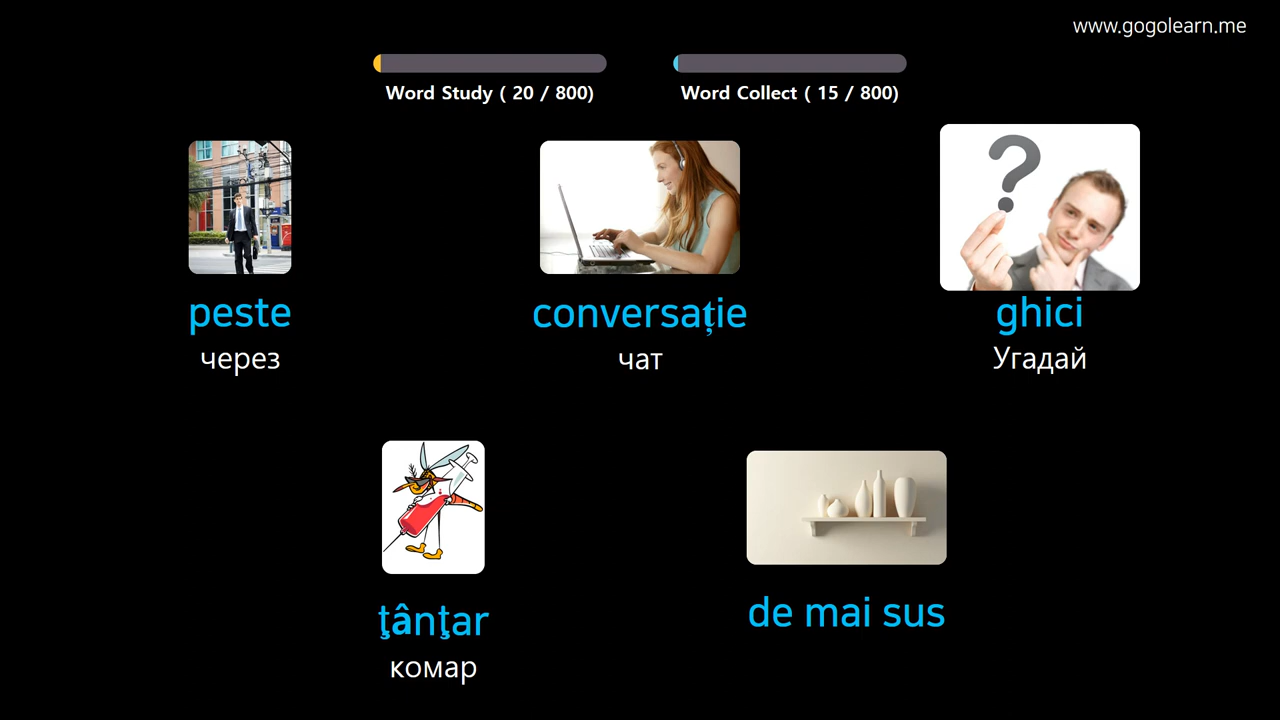 www.gogolearn.me
Word Study ( 20 / 800)
Word Collect ( 15 / 800)
peste
через
conversație
чат
ghici
Угадай
ţânţar
комар
de mai sus